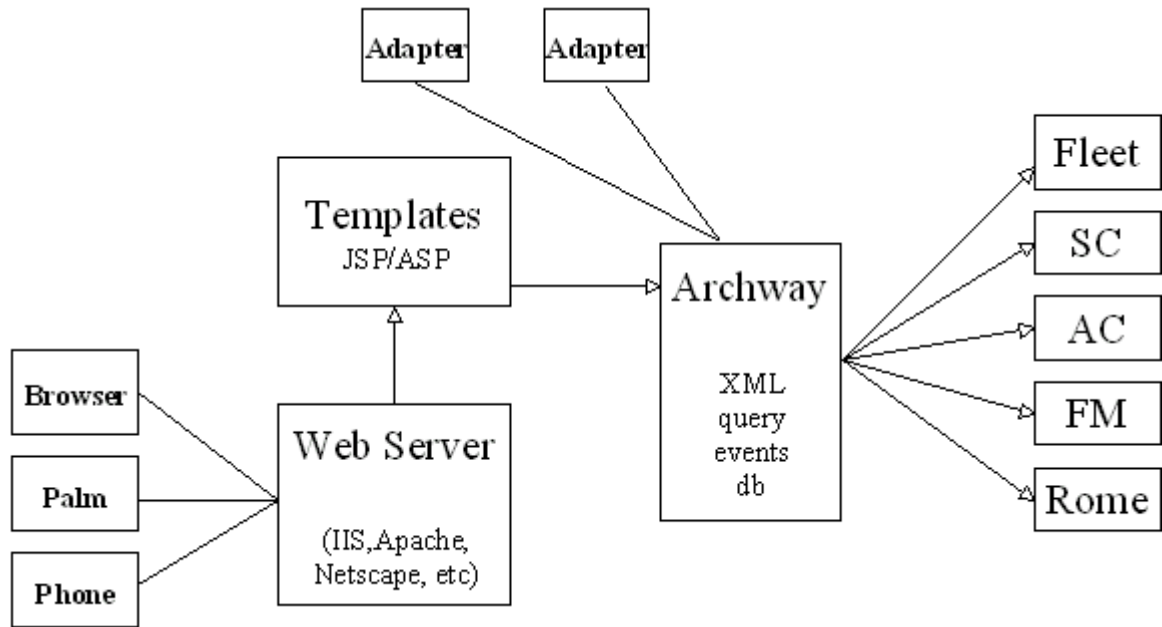 Adapter
Adapter
Templates
JSP/ASP
Fleet
SC
Archway
AC
XML
query
events
db
Browser
Web Server
FM
Palm
Rome
(IIS,Apache,
Netscape, etc)
Phone